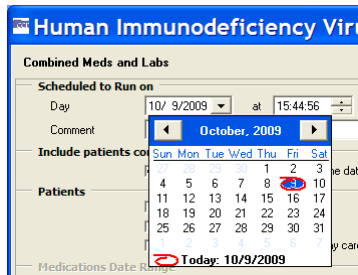 Human Immunodeficiency Viru
Combined Meds and Labs
Scheduled to Run on
Day 10/ 9/2009 at 15:44:56
Comment
October, 2009
Include patients co
Sun Mon Tue Wed Thu Fri Sat
27 28 29 30 1 2 3
e dat
4 5 6 7 8 9 10
Patients
11 12 13 14 15 16 17
18 19 20 21 22 23 24
25 26 27 28 29 30 31
1 2 3 4 5 6 7
y car
Today: 10/9/2009
Medications Date Range